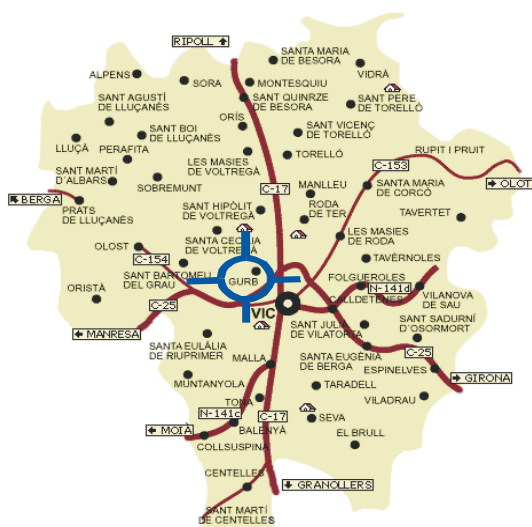 RIPOLL
SANTA MARIA
DE BESORA
VIDRÀ
ALPENS
SORA
MONTESQUIU
SANT AGUSTÍ
DE LLUÇANÈS
SANT QUINRZE
DE BESORA
SANT PERE
DE TORELLÓ
ORÍS
SANT BOI
DE LLUÇANÈS
SANT VICENÇ
DE TORELLÓ
LLUÇÀ
PERAFITA
LES MASIES
DE VOLTREGÀ
TORELLÓ
RUPIT I PRUIT
C-153
SANT MARTÍ
D'ALBARS
SOBREMUNT
C-17
MANLLEU
SANTA MARIA
DE CORCÓ
OLOT
BERGA
PRATS
DE LLUÇANÈS
SANT HIPÒLIT
DE VOLTREGÀ
RODA
DE TER
TAVERTET
OLOST
SANTA CECÍLIA
DE VOLTREGÀ
LES MASIES
DE RODA
C-154
TAVÈRNOLES
SANT BARTOMEU
DEL GRAU
GURB
FOLGUEROLES
N-141d
ORISTÀ
C-25
VIC
CALLDETENES
VILANOVA
DE SAU
MANRESA
SANT JULIÀ
DE VILATORTA
SANT SADURNÍ
D'OSORMORT
SANTA EULÀLIA
DE RIUPRIMER
MALLA
SANTA EUGÈNIA
DE BERGA
C-25
ESPINELVES
GIRONA
MUNTANYOLA
TARADELL
TONA
VILADRAU
N-141c
C-17
SEVA
MOIÀ
BALENYÀ
EL BRULL
COLLSUSPINA
CENTELLES
GRANOLLERS
SANT MARTÍ
DE CENTELLES